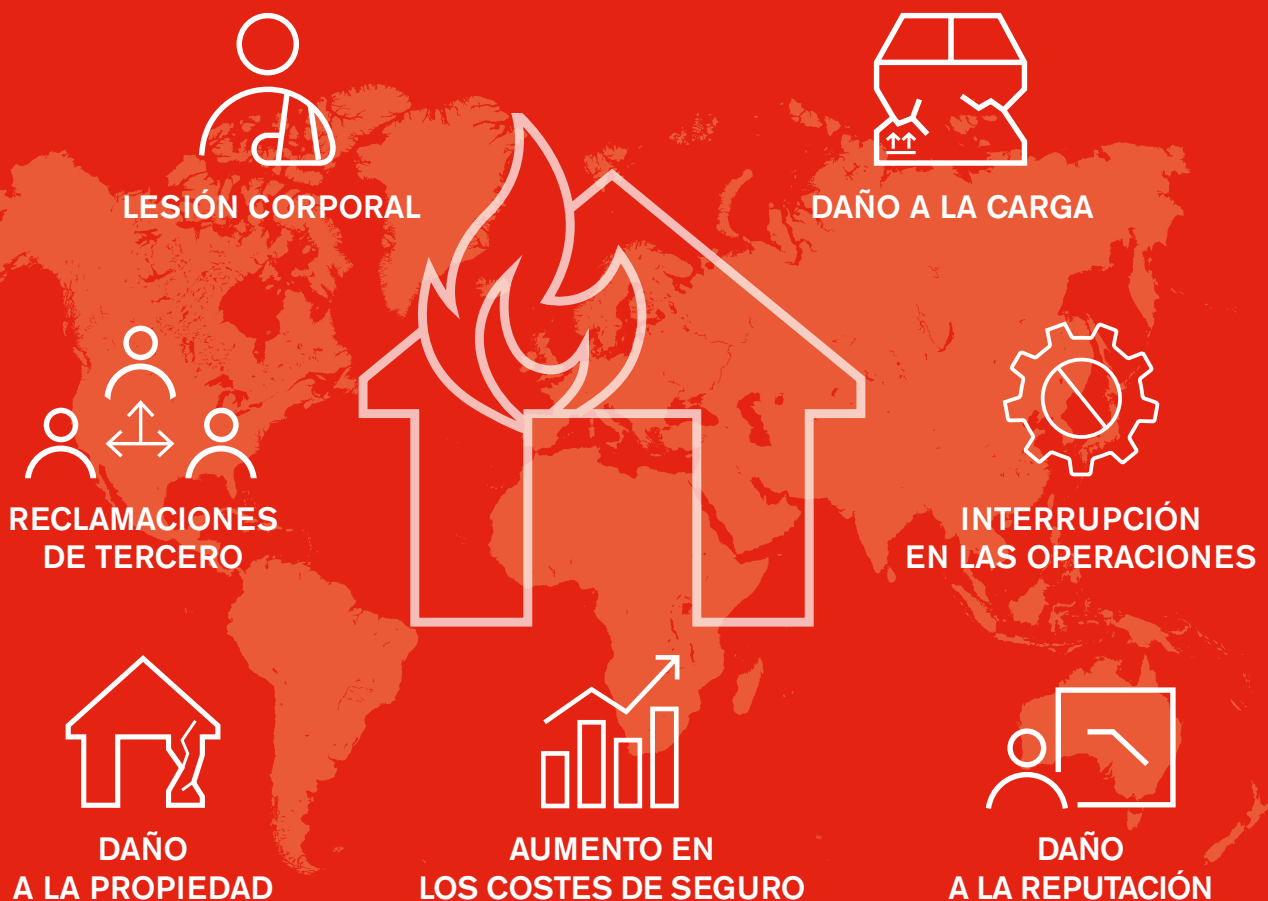 LESIÓN CORPORAL
DAÑO A LA CARGA
RECLAMACIONES
DE TERCERO
INTERRUPCIÓN
EN LAS OPERACIONES
DAÑO
A LA PROPIEDAD
AUMENTO EN
LOS COSTES DE SEGURO
DAÑO
A LA REPUTACIÓN